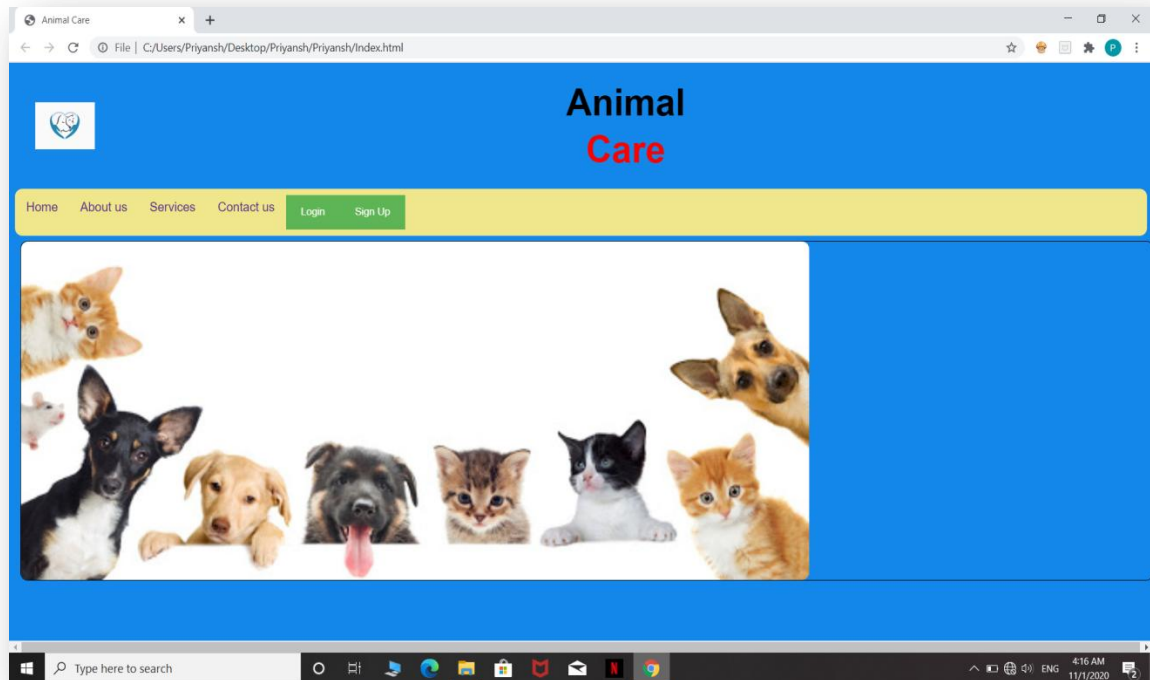 Animal Care
File | C:/Users/Priyansh/Desktop/Priyansh/Priyansh/Index.html
P
Animal
Care
Home About us Services Contact us Login Sign Up
Type here to search
N
ENG
4:16 AM
11/1/2020
2